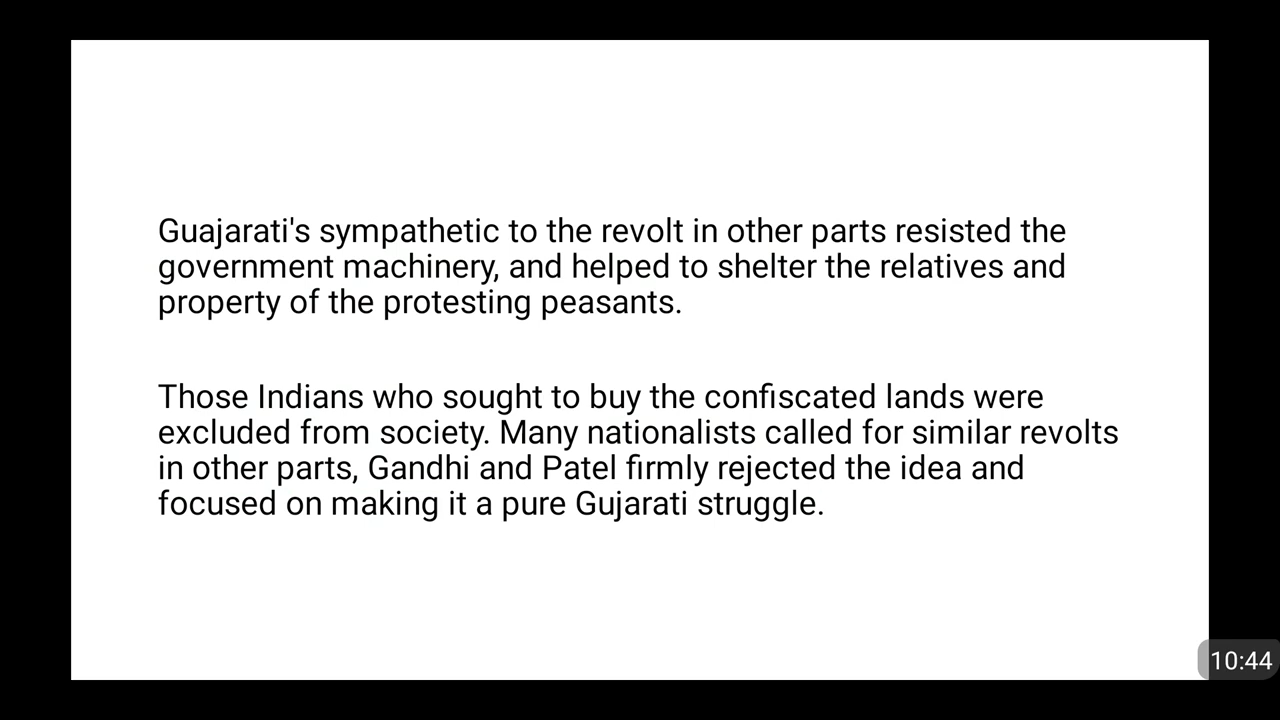 Guajarati's sympathetic to the revolt in other parts resisted the
government machinery, and helped to shelter the relatives and
property of the protesting peasants.
Those Indians who sought to buy the confiscated lands were
excluded from society. Many nationalists called for similar revolts
in other parts, Gandhi and Patel firmly rejected the idea and
focused on making it a pure Gujarati struggle.
10:44